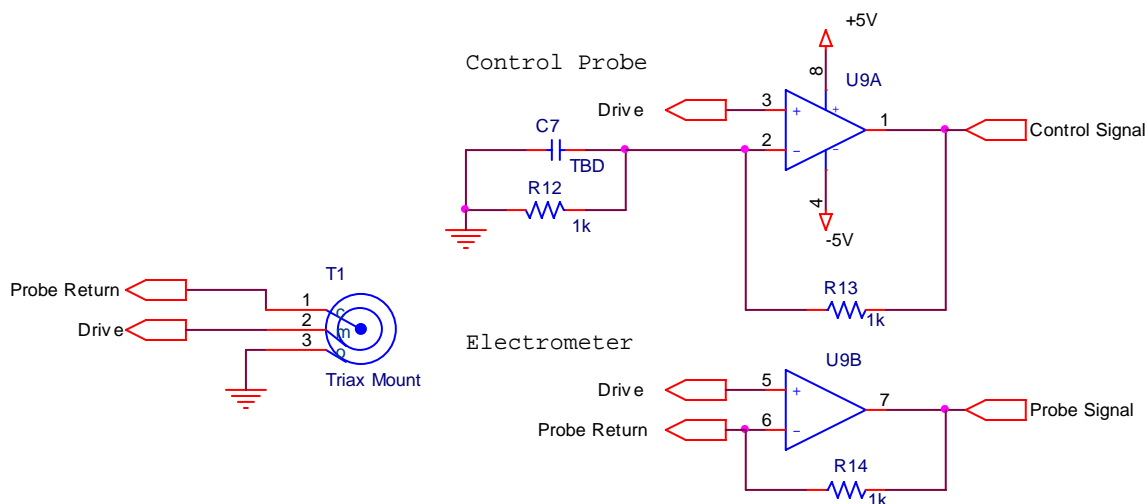 +5V
Control Probe
8
U9A
Drive
3
+
+
1
C7
2
-
-
Control Signal
TBD
R12
1k
4
-5V
T1
R13
1k
Probe Return
1
c
Drive
2
m
3
o
Triax Mount
Electrometer
U9B
Drive
5
+
7
Probe Signal
Probe Return
6
-
R14
1k